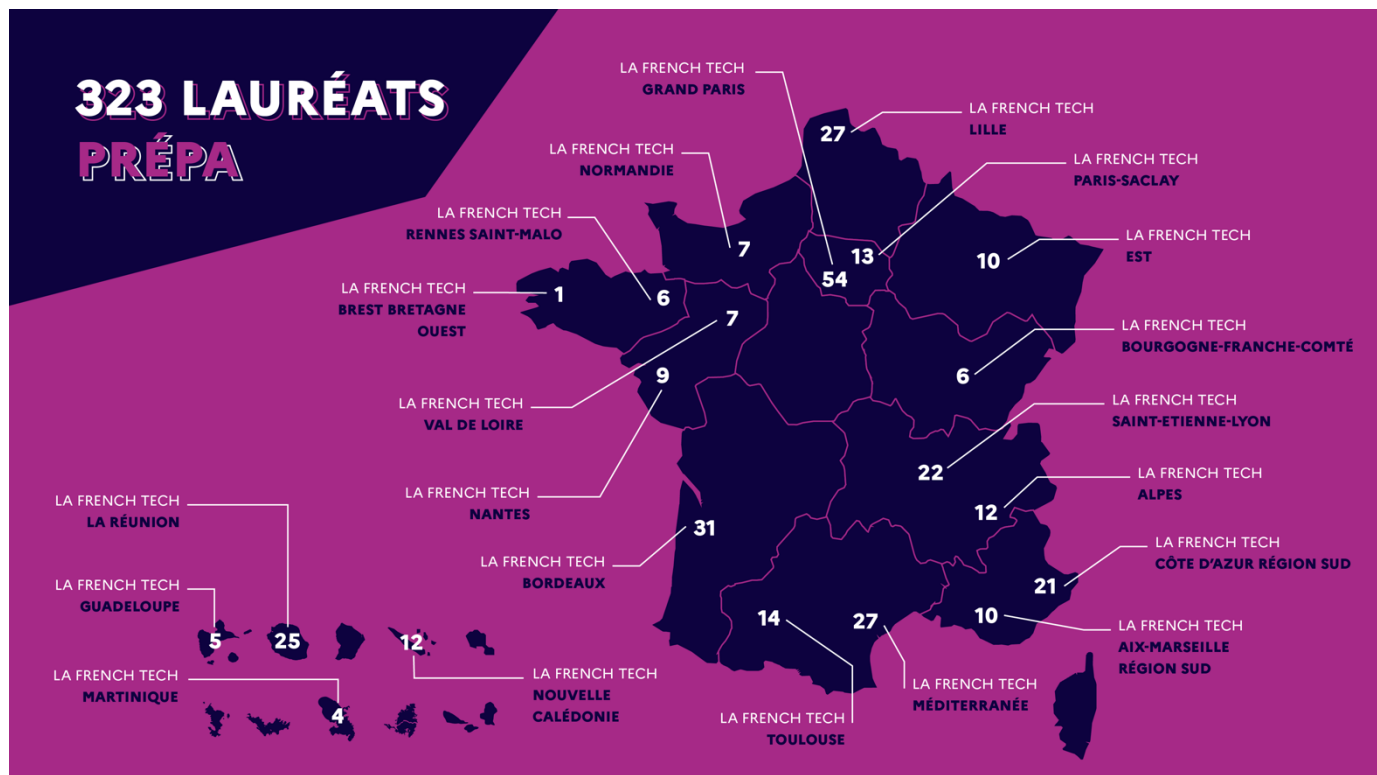 323 LAURÉATS
PRÉPA
LA FRENCH TECH
GRAND PARIS
54
LA FRENCH TECH
LILLE
27
LA FRENCH TECH
NORMANDIE
7
LA FRENCH TECH
PARIS-SACLAY
13
LA FRENCH TECH
RENNES SAINT-MALO
6
LA FRENCH TECH
EST
10
LA FRENCH TECH
BREST BRETAGNE
OUEST
1
LA FRENCH TECH
BOURGOGNE-FRANCHE-COMTÉ
6
LA FRENCH TECH
VAL DE LOIRE
7
LA FRENCH TECH
SAINT-ETIENNE-LYON
22
LA FRENCH TECH
NANTES
9
LA FRENCH TECH
ALPES
12
LA FRENCH TECH
BORDEAUX
31
LA FRENCH TECH
CÔTE D'AZUR RÉGION SUD
21
LA FRENCH TECH
AIX-MARSEILLE
RÉGION SUD
10
LA FRENCH TECH
MÉDITERRANÉE
27
LA FRENCH TECH
TOULOUSE
14
LA FRENCH TECH
LA RÉUNION
25
LA FRENCH TECH
GUADELOUPE
5
LA FRENCH TECH
MARTINIQUE
4
LA FRENCH TECH
NOUVELLE
CALÉDONIE
12